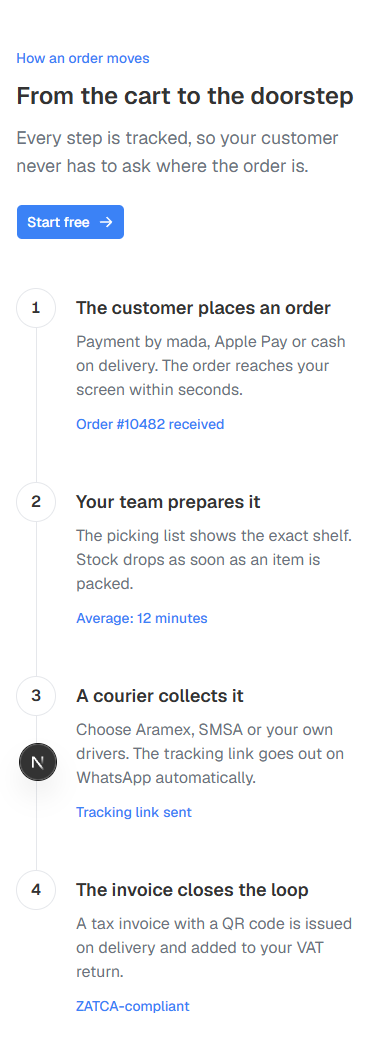 How an order moves
From the cart to the doorstep
Every step is tracked, so your customer
never has to ask where the order is.
Start free →
1
The customer places an order
Payment by mada, Apple Pay or cash
on delivery. The order reaches your
screen within seconds.
Order #10482 received
2
Your team prepares it
The picking list shows the exact shelf.
Stock drops as soon as an item is
packed.
Average: 12 minutes
3
A courier collects it
Choose Aramex, SMSA or your own
drivers. The tracking link goes out on
WhatsApp automatically.
N
Tracking link sent
4
The invoice closes the loop
A tax invoice with a QR code is issued
on delivery and added to your VAT
return.
ZATCA-compliant